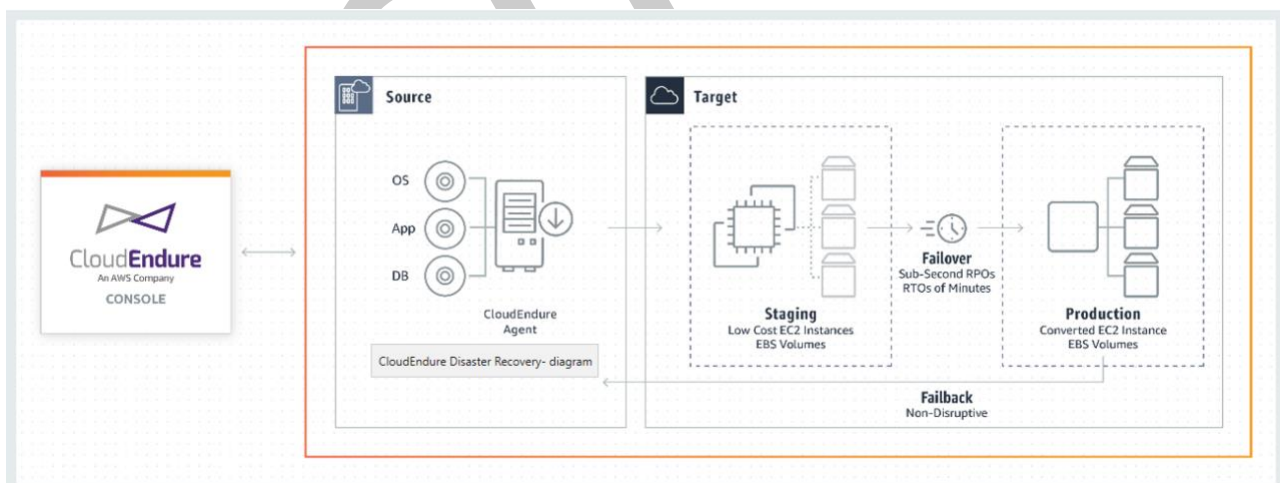 CloudEndure
An AWS Company
CONSOLE
Source
OS
App
DB
CloudEndure
Agent
CloudEndure Disaster Recovery- diagram
Target
Staging
Low Cost EC2 Instances
EBS Volumes
Failover
Sub-Second RPOs
RTOs of Minutes
Production
Converted EC2 Instance
EBS Volumes
Failback
Non-Disruptive